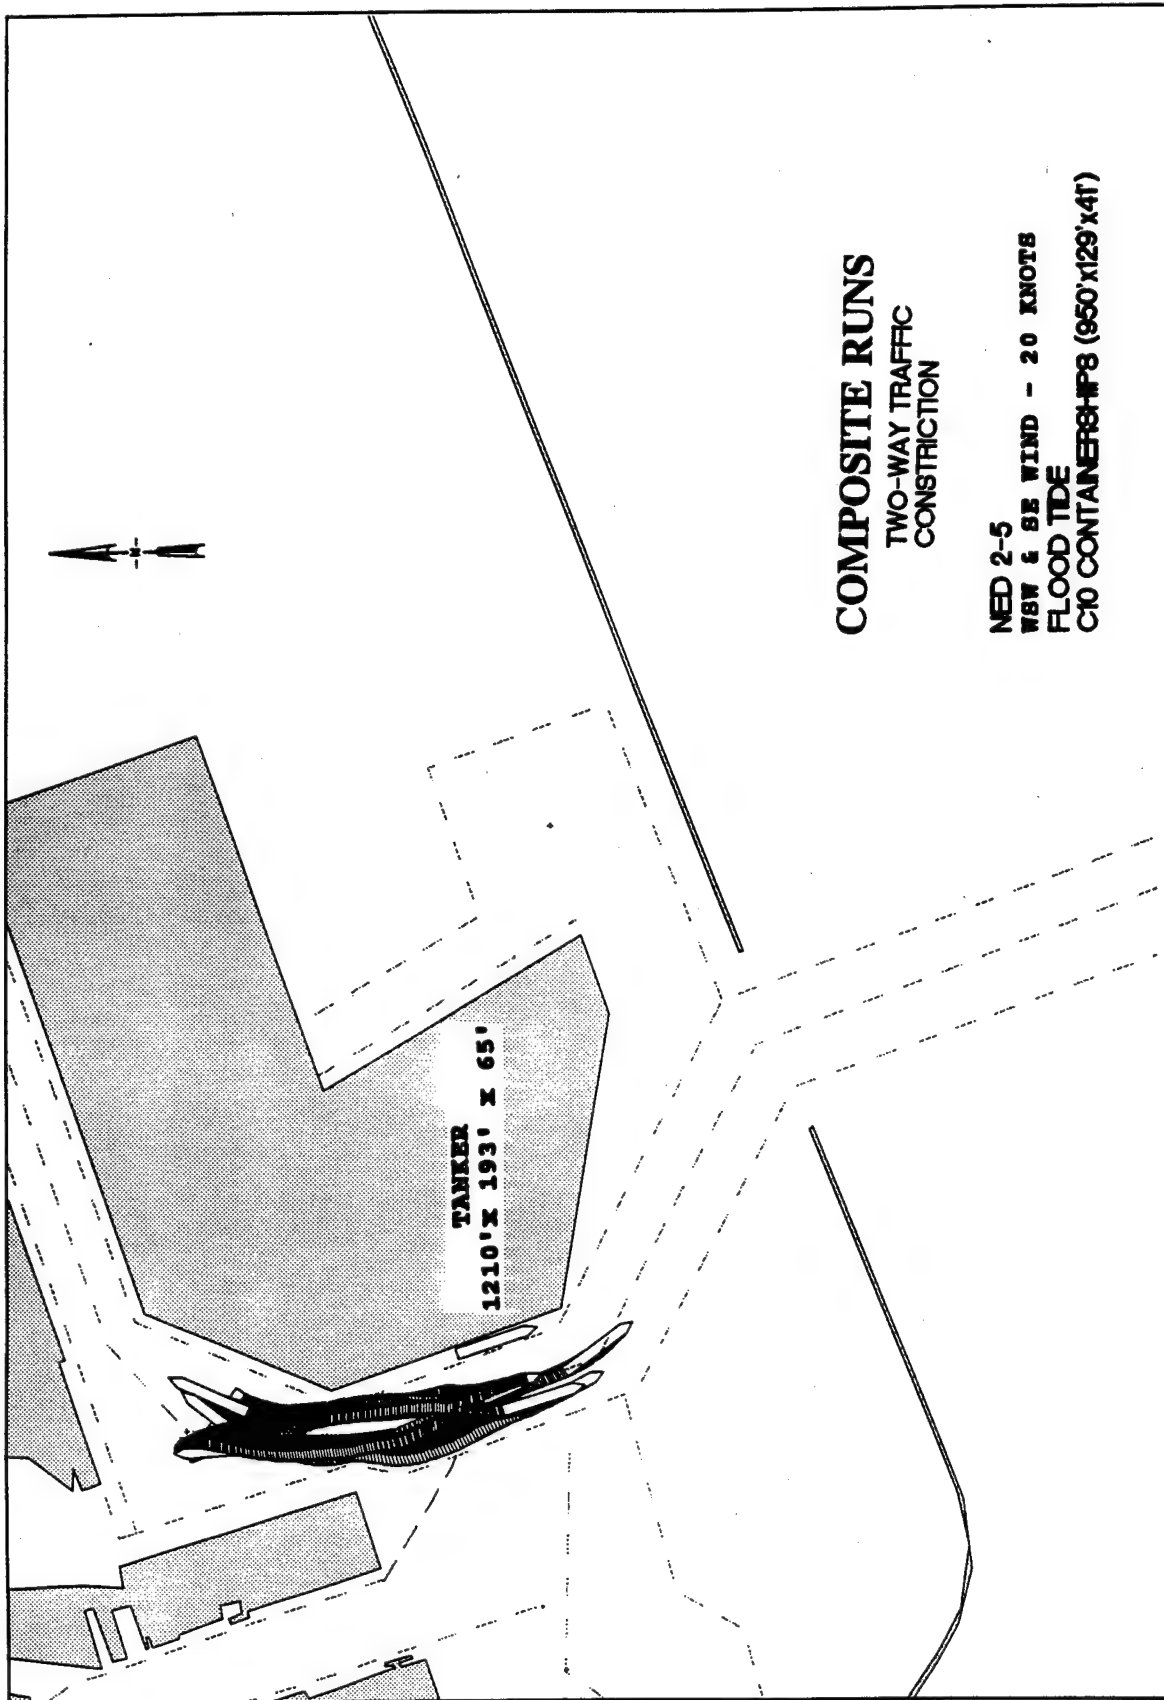 TANKER
1210'X 193' X 65'
COMPOSITE RUNS
TWO-WAY TRAFFIC
CONSTRICTION
NED 2-5
WSW & SE WIND - 20 KNOTS
FLOOD TIDE
C10 CONTAINERSHIPS (950'x129'x41')
N